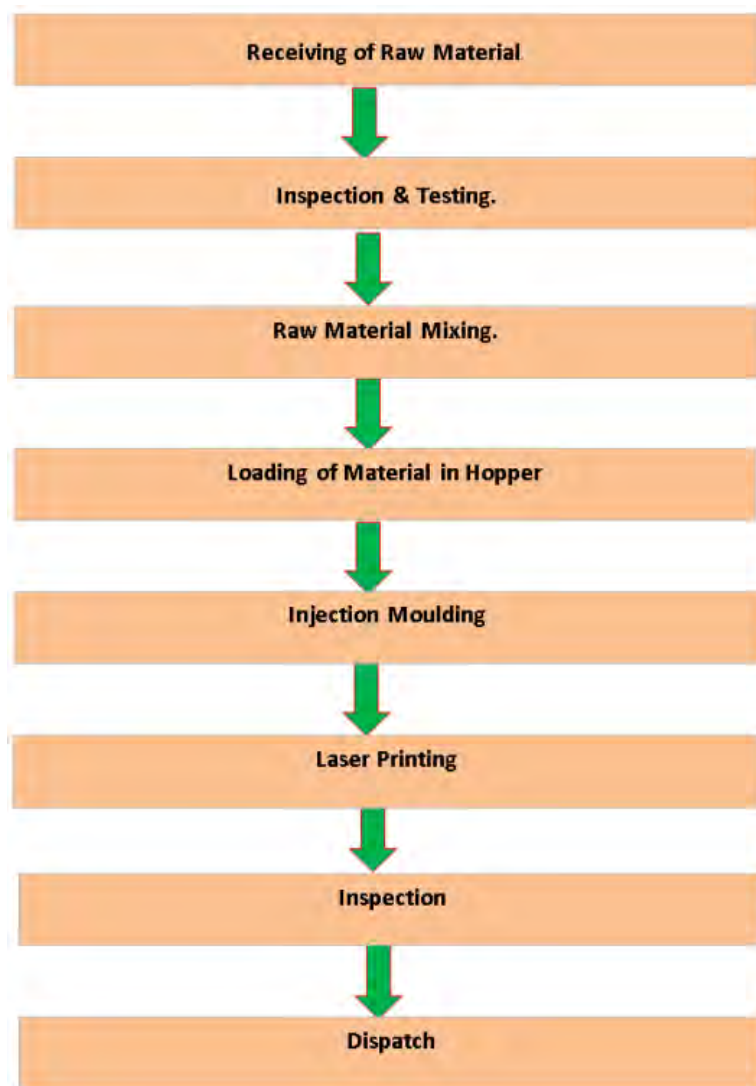 Receiving of Raw Material
Inspection & Testing.
Raw Material Mixing.
Loading of Material in Hopper
Injection Moulding
Laser Printing
Inspection
Dispatch